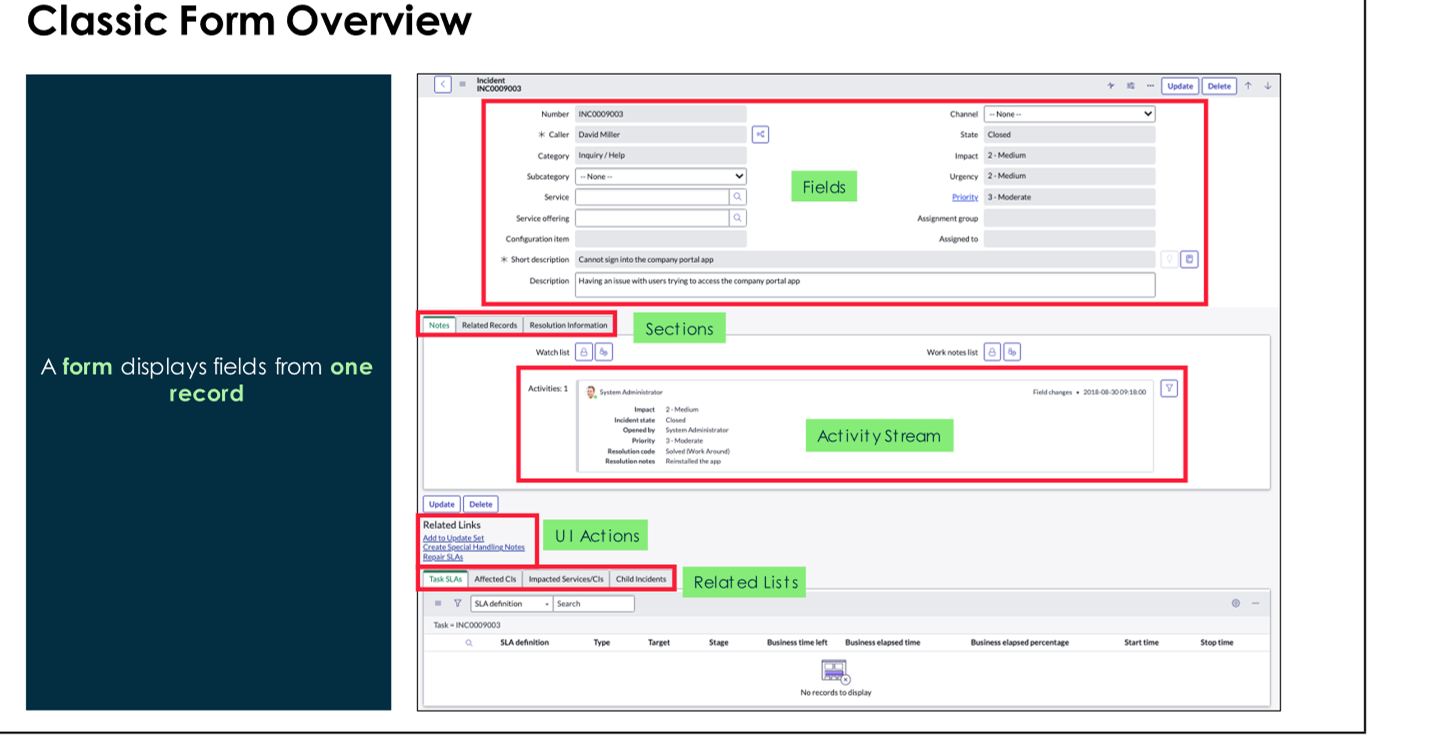 Classic Form Overview
A form displays fields from one
record
Incident
INC0009003
Update Delete
Number INC0009003
Channel -- None --
Caller David Miller
State Closed
Category Inquiry / Help
Impact 2 - Medium
Subcategory -- None --
Urgency 2 - Medium
Fields
Service
Priority 3 - Moderate
Service offering
Assignment group
Configuration item
Assigned to
Short description Cannot sign into the company portal app
Description Having an issue with users trying to access the company portal app
Notes Related Records Resolution Information
Sections
Watch list
Work notes list
Activities: 1
System Administrator
Field changes • 2018-08-30 09:18:00
Impact 2 - Medium
Incident state Closed
Opened by System Administrator
Priority 3 - Moderate
Resolution code Solved (Work Around)
Resolution notes Reinstalled the app
Activity Stream
Update Delete
Related Links
Add to Update Set
Create Special Handling Notes
Repair SLAs
UI Actions
Task SLAs Affected CIs Impacted Services/CIs Child Incidents
Related Lists
SLA definition Search
Task = INC0009003
SLA definition Type Target Stage Business time left Business elapsed time Business elapsed percentage Start time Stop time
No records to display